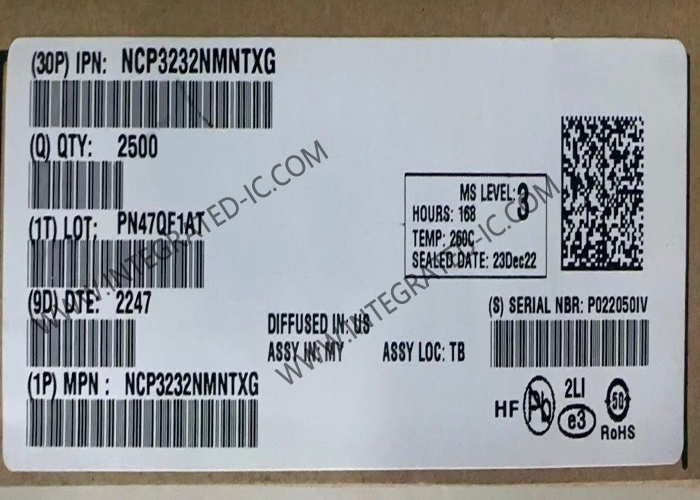 (30P) IPN: NCP3232NMNTXG
(Q) QTY: 2500
(1T) LOT: PN47QF1AT
(9D) DTE: 2247
(1P) MPN: NCP3232NMNTXG
DIFFUSED IN: US
ASSY IN: MY ASSY LOC: TB
MS LEVEL: 3
HOURS: 168
TEMP: 260C
SEALED DATE: 23Dec22
(S) SERIAL NBR: P022050IV
HF Pb 2LI e3 50 RoHS
WWW.INTEGRATED-IC.COM
WWW.INTEGRATED-IC.COM